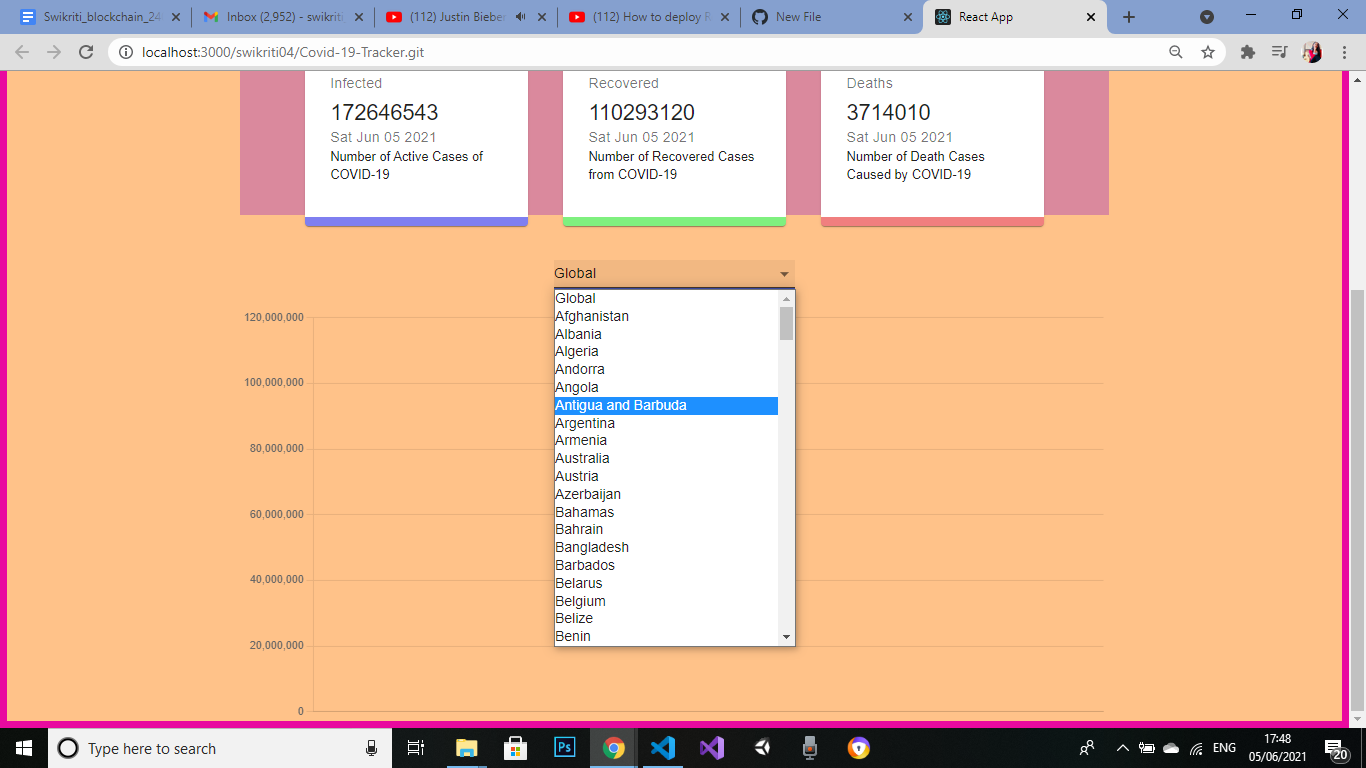 Swikriti_blockchain_24
Inbox (2,952) - swikriti
(112) Justin Bieber
(112) How to deploy R
New File
React App
localhost:3000/swikriti04/Covid-19-Tracker.git
Infected
172646543
Sat Jun 05 2021
Number of Active Cases of
COVID-19
Recovered
110293120
Sat Jun 05 2021
Number of Recovered Cases
from COVID-19
Deaths
3714010
Sat Jun 05 2021
Number of Death Cases
Caused by COVID-19
Global
Global
Afghanistan
Albania
Algeria
Andorra
Angola
Antigua and Barbuda
Argentina
Armenia
Australia
Austria
Azerbaijan
Bahamas
Bahrain
Bangladesh
Barbados
Belarus
Belgium
Belize
Benin
120,000,000
100,000,000
80,000,000
60,000,000
40,000,000
20,000,000
0
Type here to search
Ps
ENG
17:48
05/06/2021
20